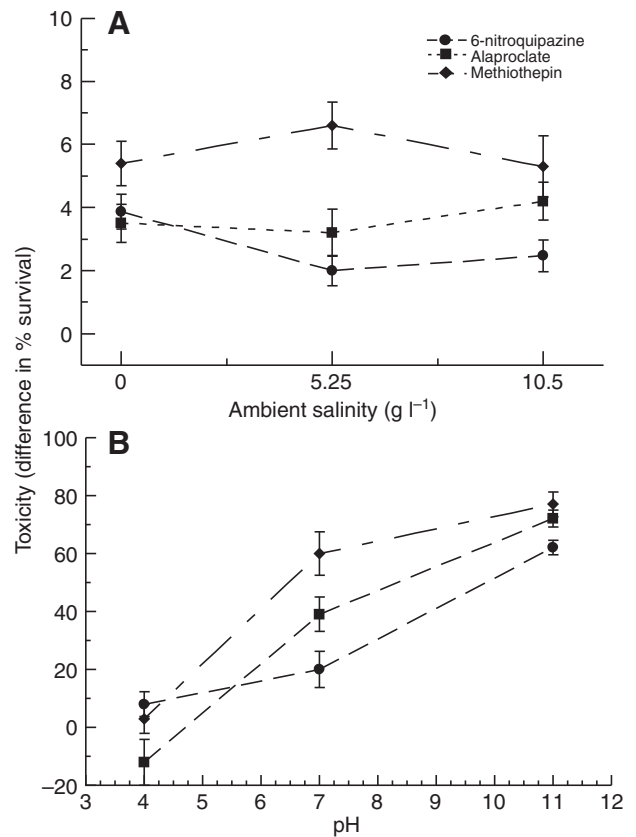 A
10
8
6
4
2
0
6-nitroquipazine
Alaproclate
Methiothepin
0 5.25 10.5
Ambient salinity (g l–1)
Toxicity (difference in % survival)
B
100
80
60
40
20
0
–20
3 4 5 6 7 8 9 10 11 12
pH